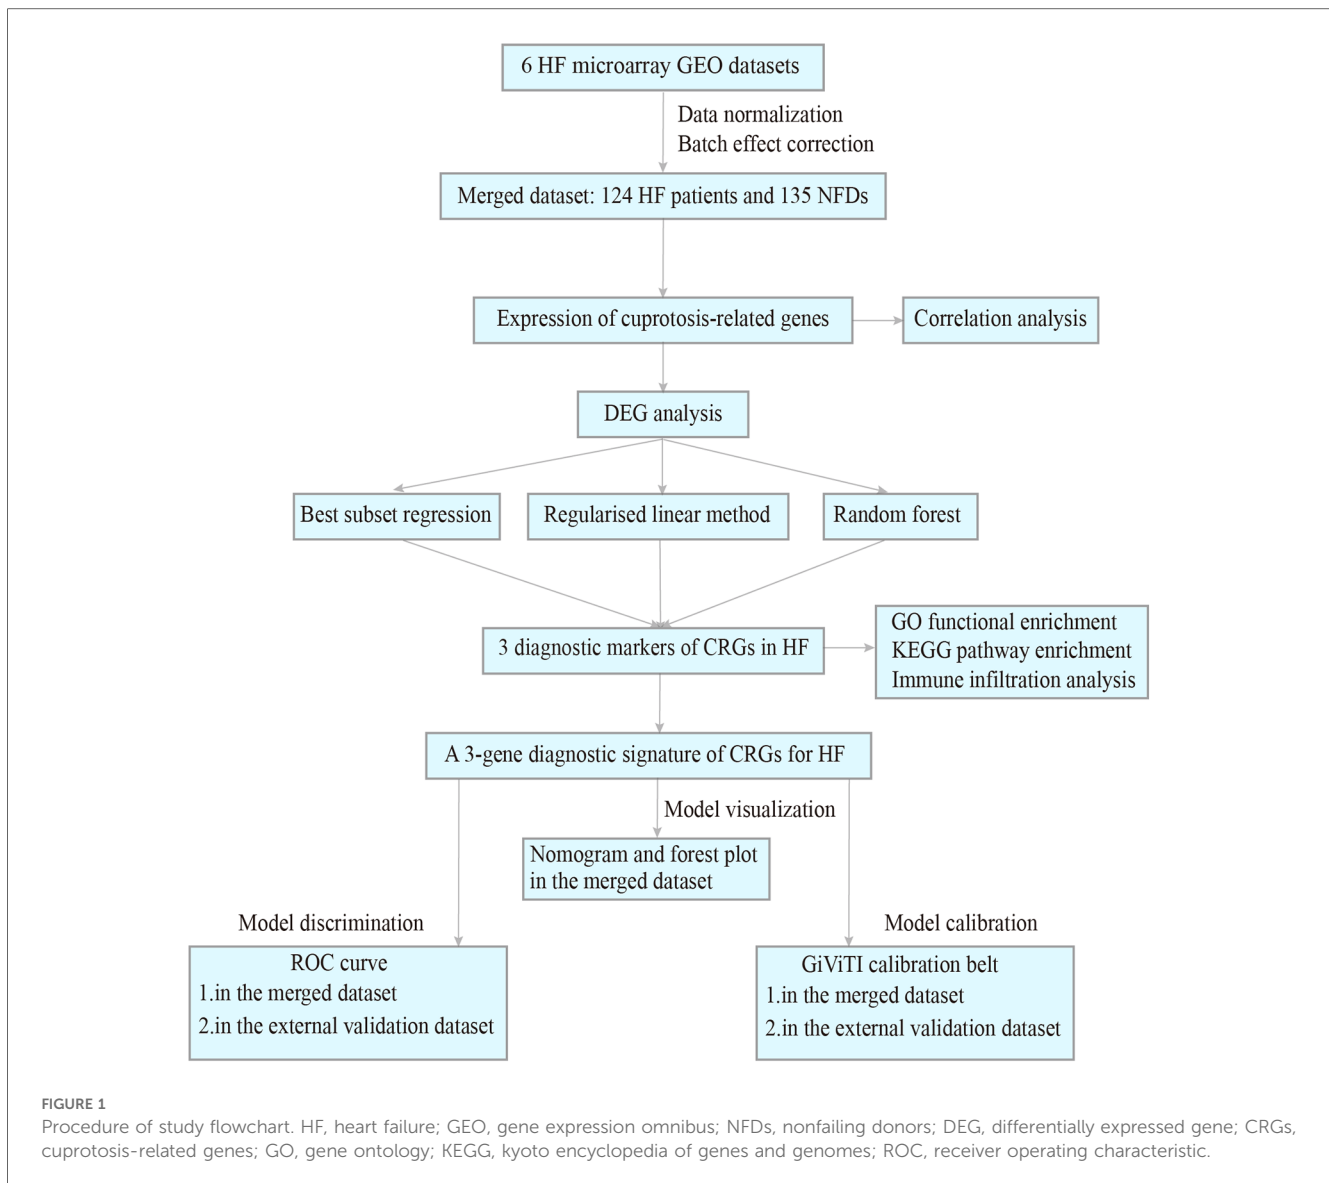 6 HF microarray GEO datasets
Data normalization
Batch effect correction
Merged dataset: 124 HF patients and 135 NFDs
Expression of cuprotosis-related genes
Correlation analysis
DEG analysis
Best subset regression
Regularised linear method
Random forest
3 diagnostic markers of CRGs in HF
GO functional enrichment
KEGG pathway enrichment
Immune infiltration analysis
A 3-gene diagnostic signature of CRGs for HF
Model visualization
Nomogram and forest plot
in the merged dataset
Model discrimination
ROC curve
1.in the merged dataset
2.in the external validation dataset
Model calibration
GiViTI calibration belt
1.in the merged dataset
2.in the external validation dataset
FIGURE 1
Procedure of study flowchart. HF, heart failure; GEO, gene expression omnibus; NFDs, nonfailing donors; DEG, differentially expressed gene; CRGs,
cuprotosis-related genes; GO, gene ontology; KEGG, kyoto encyclopedia of genes and genomes; ROC, receiver operating characteristic.